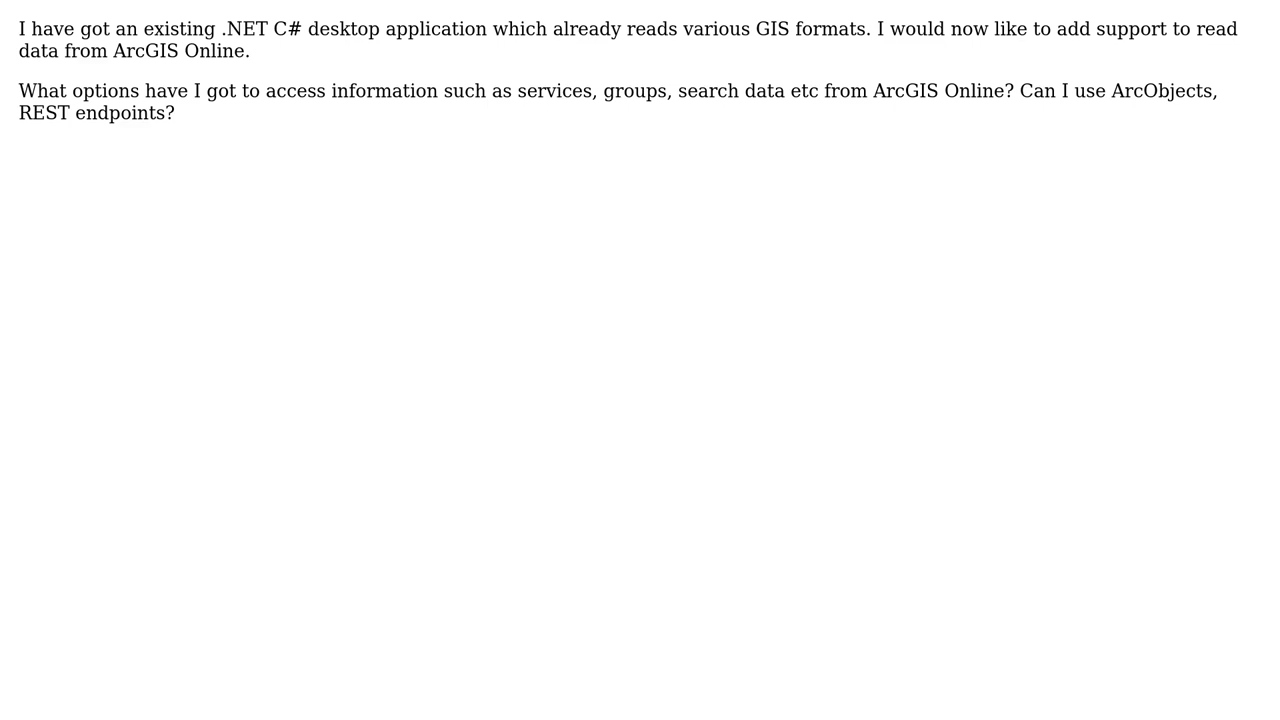 I have got an existing .NET C# desktop application which already reads various GIS formats. I would now like to add support to read
data from ArcGIS Online.
What options have I got to access information such as services, groups, search data etc from ArcGIS Online? Can I use ArcObjects,
REST endpoints?